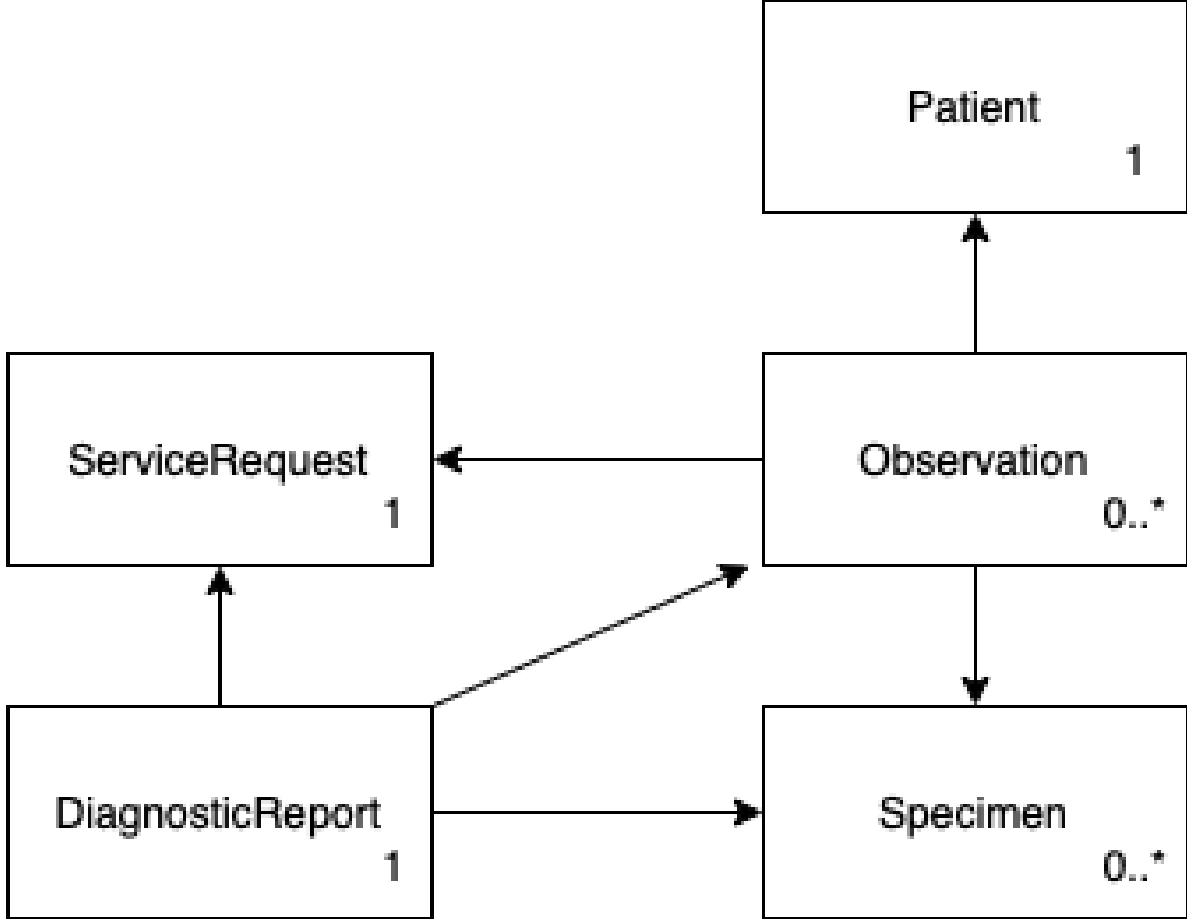 Patient
1
ServiceRequest
1
Observation
0..*
DiagnosticReport
1
Specimen
0..*